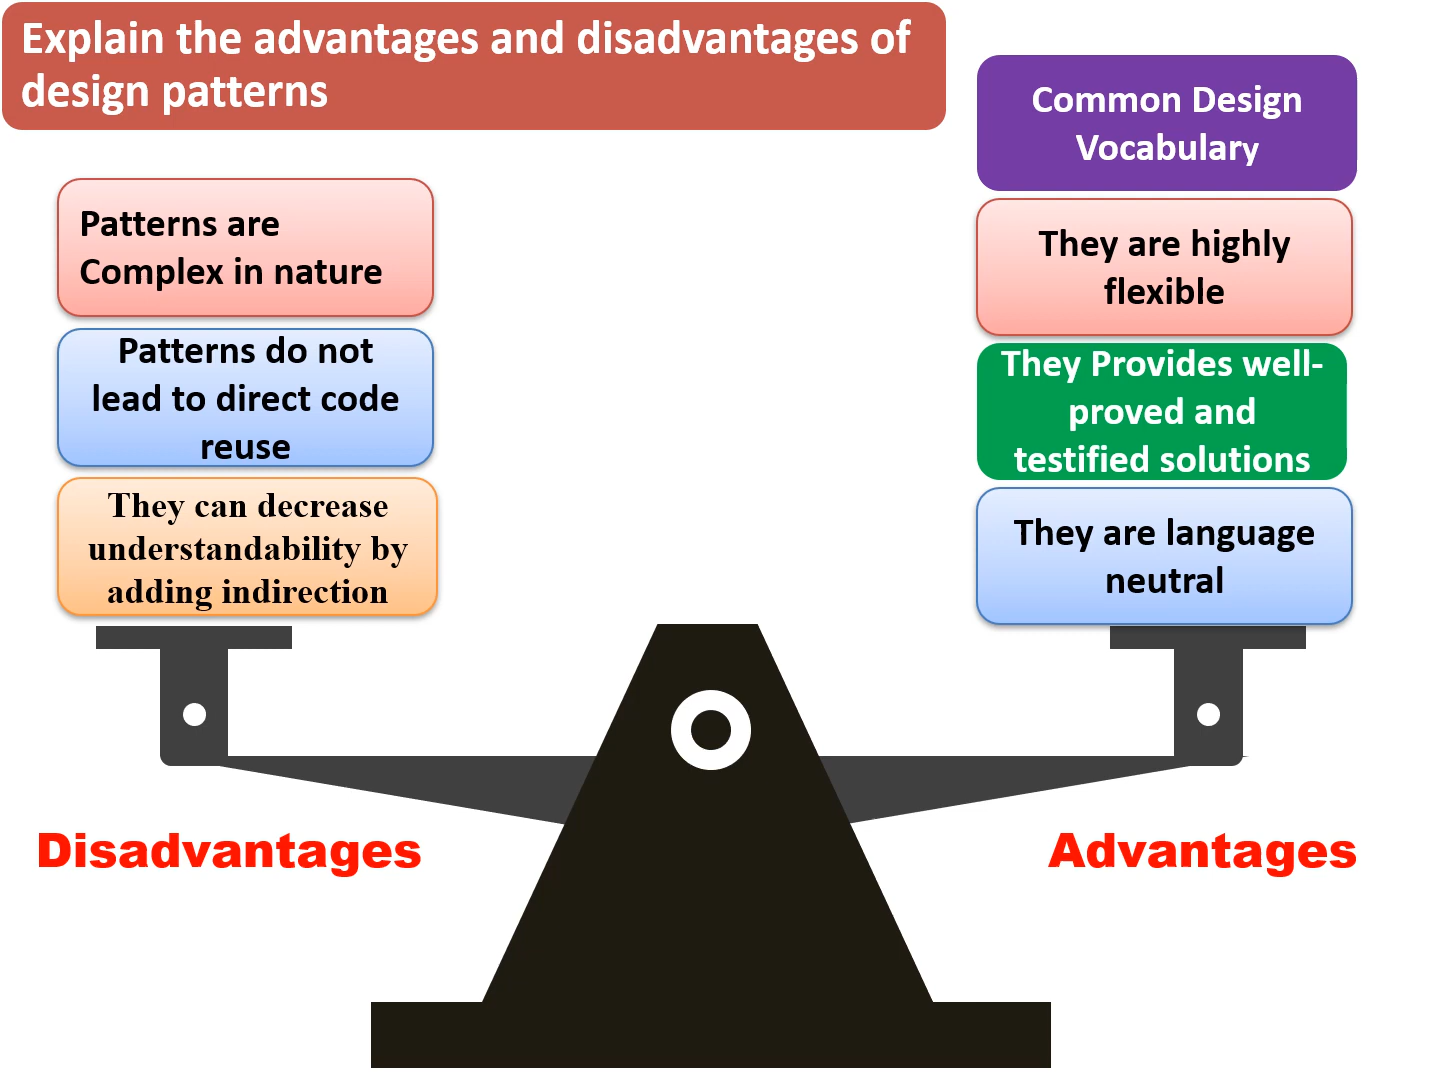 Explain the advantages and disadvantages of
design patterns
Patterns are
Complex in nature
Patterns do not
lead to direct code
reuse
They can decrease
understandability by
adding indirection
Disadvantages
Common Design
Vocabulary
They are highly
flexible
They Provides well-
proved and
testified solutions
They are language
neutral
Advantages